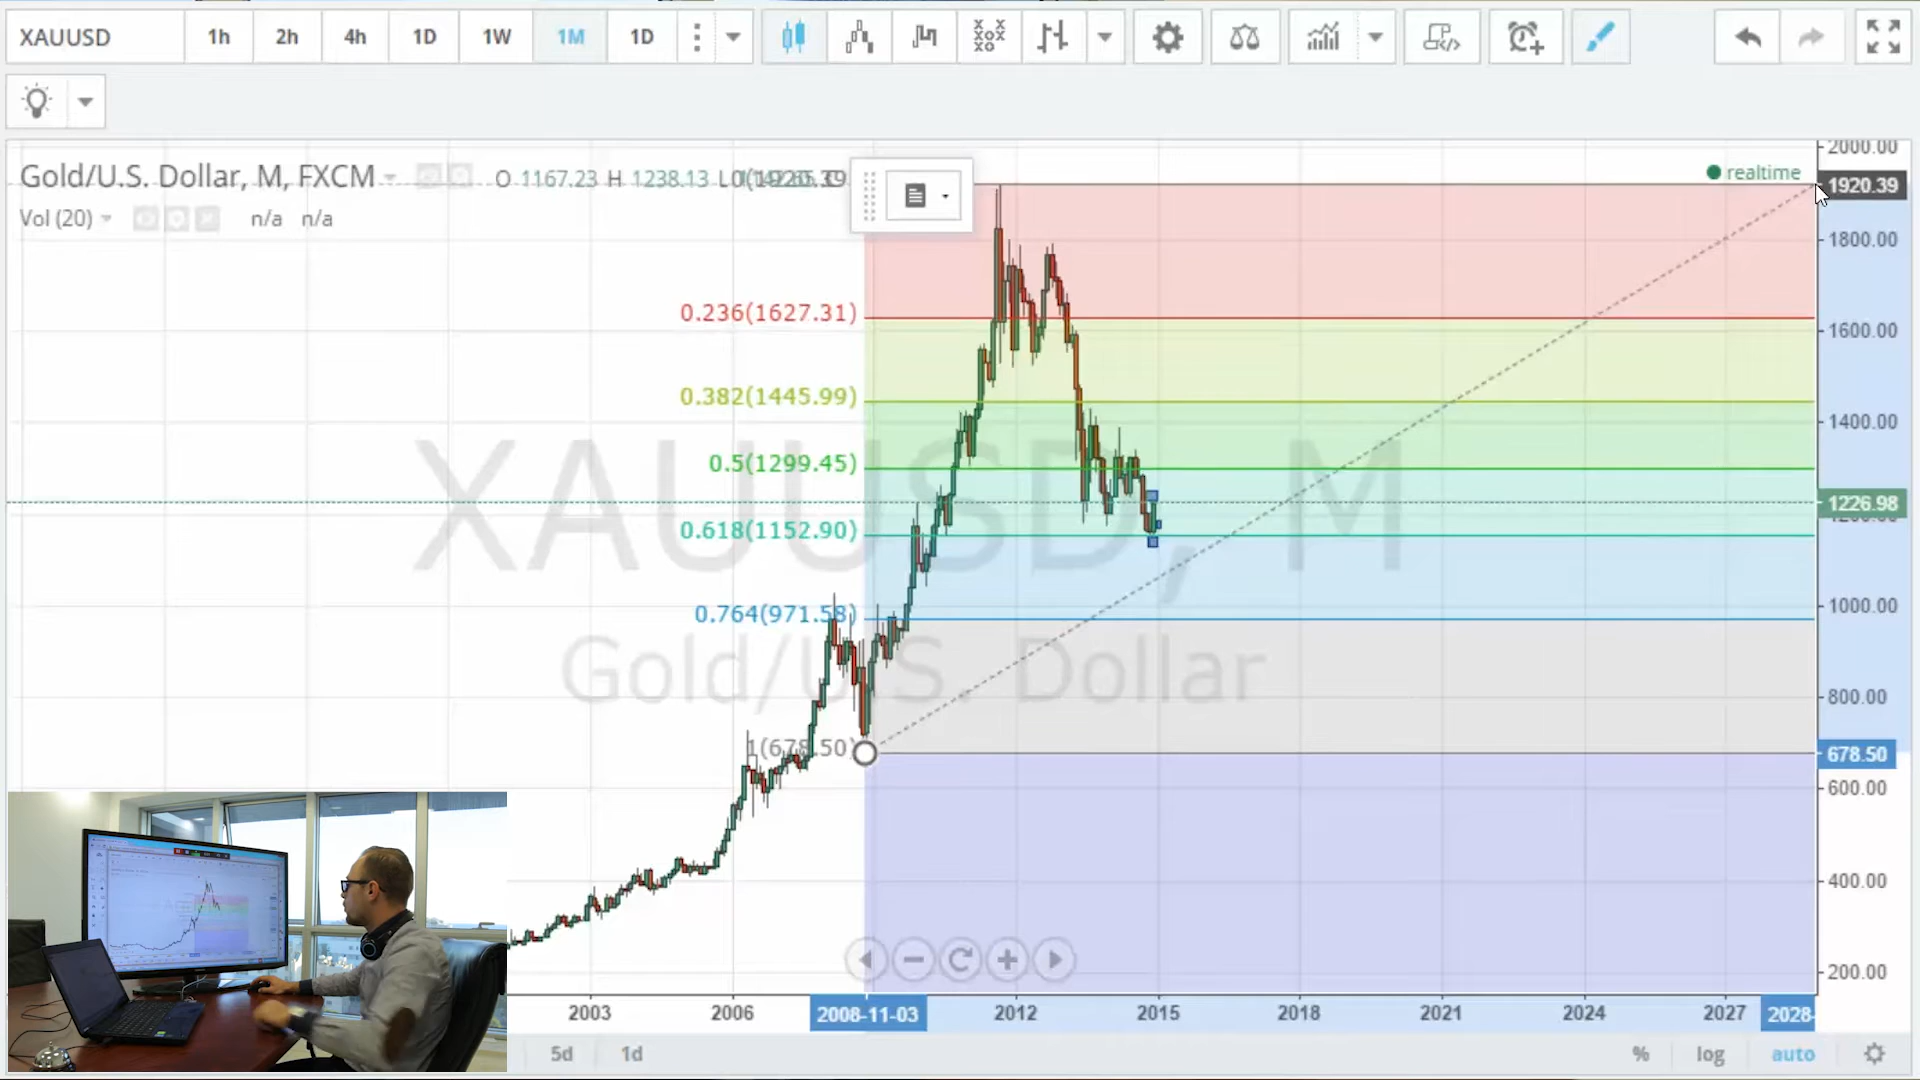 XAUUSD 1h 2h 4h 1D 1W 1M 1D
Gold/U.S. Dollar, M, FXCM O 1167.23 H 1238.13
realtime
Vol (20) n/a n/a
2000.00
1920.39
1800.00
1600.00
1400.00
1226.98
1000.00
800.00
678.50
600.00
400.00
200.00
0.236(1627.31)
0.382(1445.99)
0.5(1299.45)
0.618(1152.90)
0.764(971.58)
1(678.50)
XAUUSD, M
Gold/U.S. Dollar
2003 2006 2008-11-03 2012 2015 2018 2021 2024 2027 2028-
5d 1d % log auto